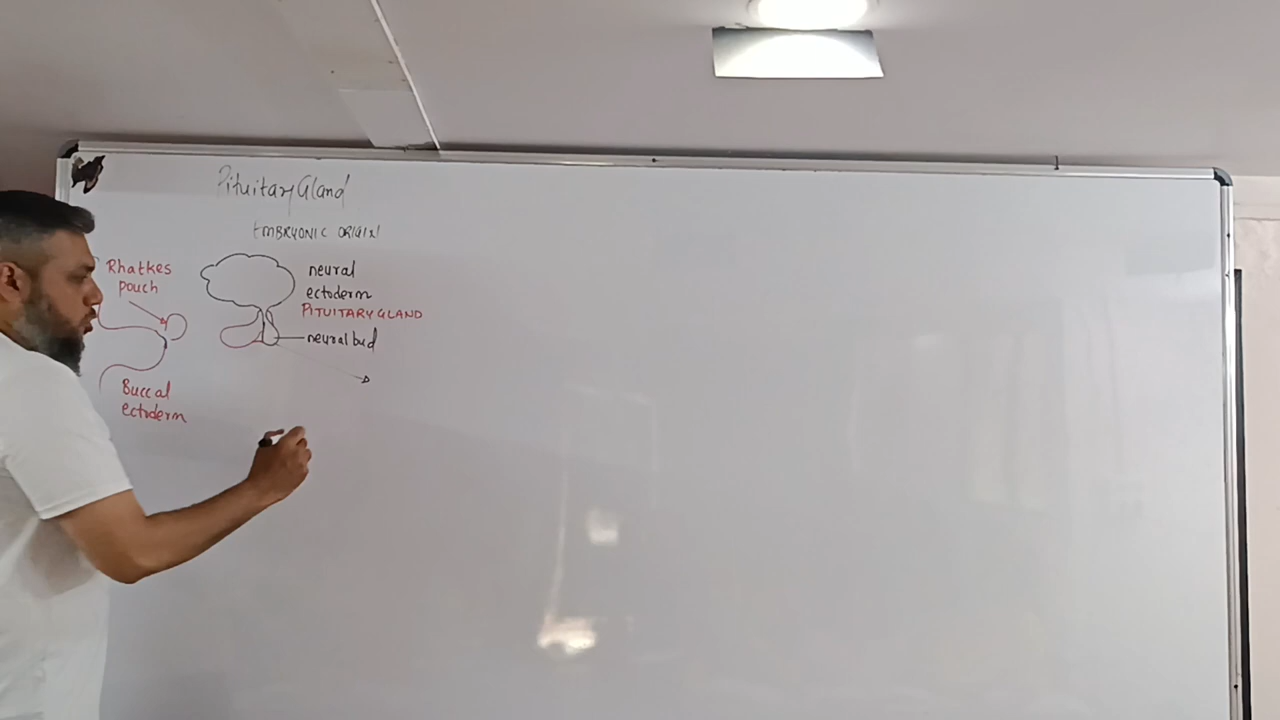 Pituitary Gland
EMBRYONIC ORIGIN
Rhatkes
pouch
neural
ectoderm
PITUITARY GLAND
neural bud
Buccal
ectoderm